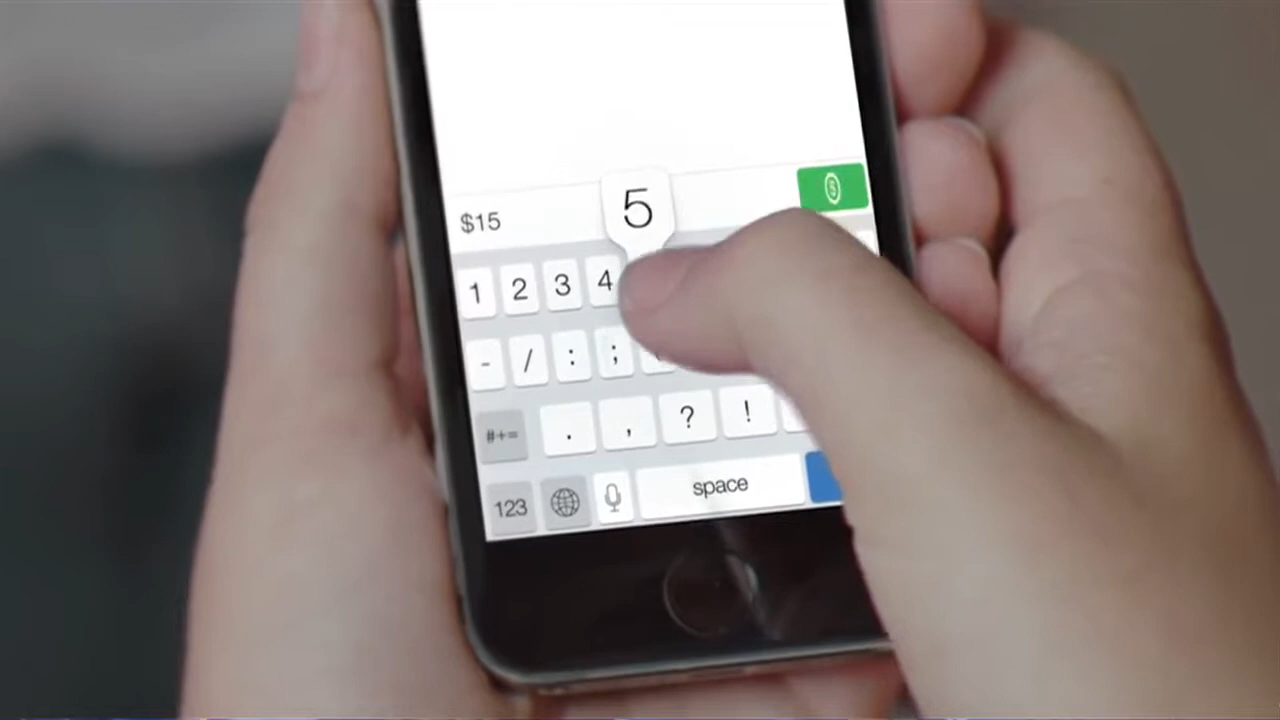 5
$15
$
1 2 3 4
- / : ;
#+= . , ? !
123 space